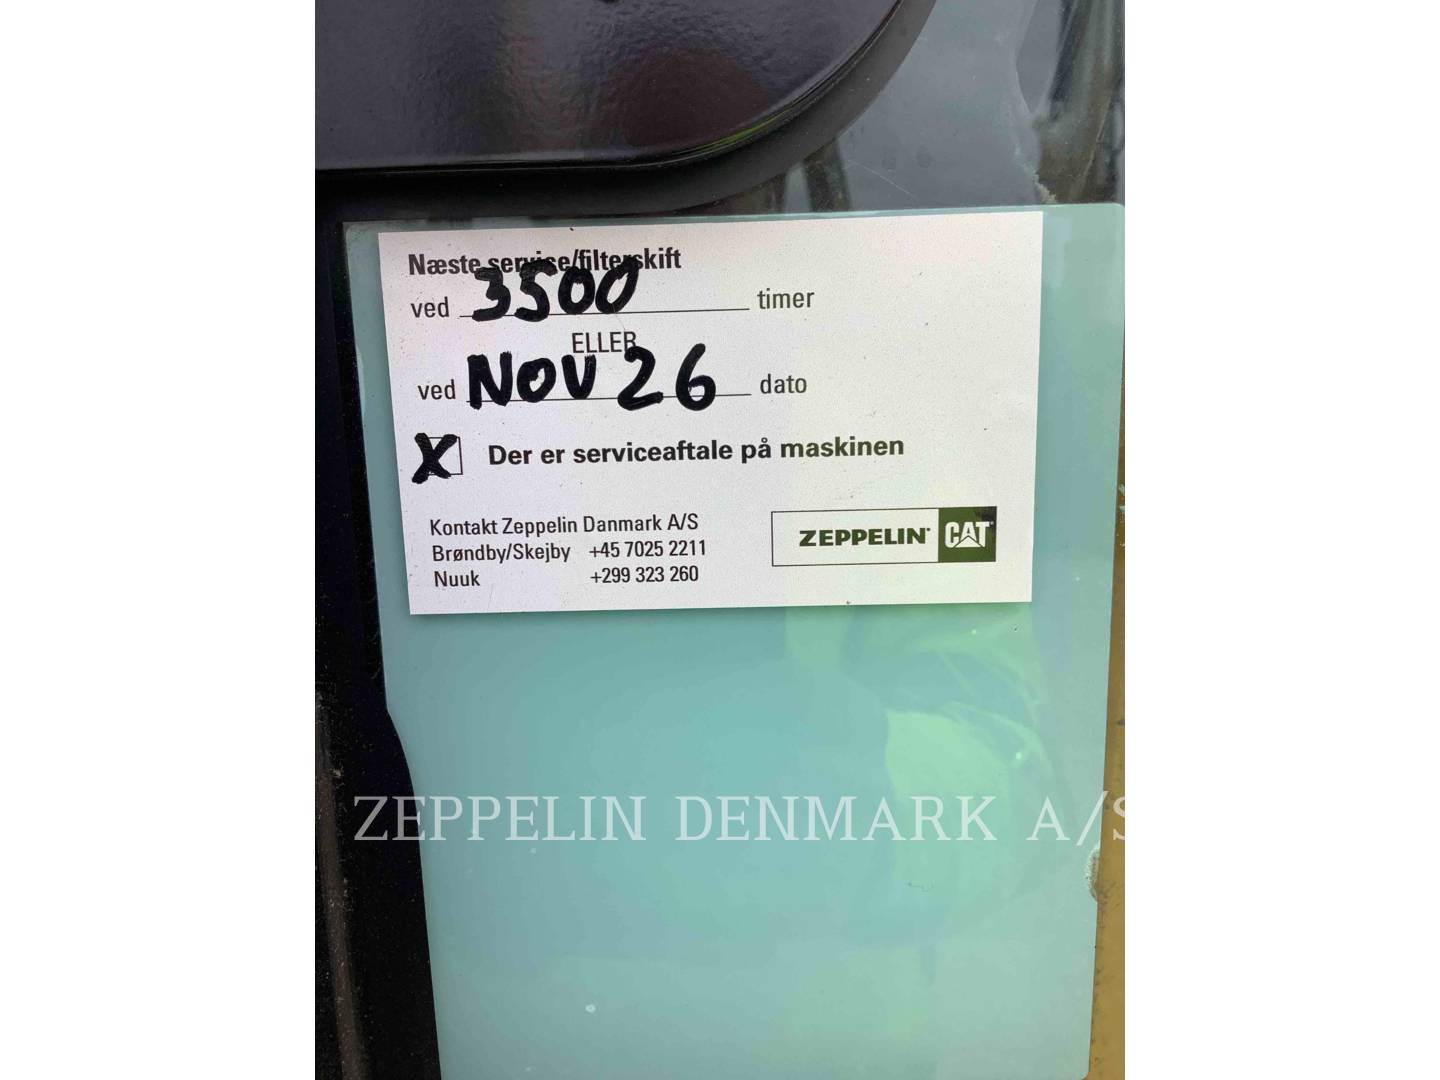 Næste service/filterskift
ved 3500 timer
ELLER
ved NOV 26 dato
X Der er serviceaftale på maskinen
Kontakt Zeppelin Danmark A/S
Brøndby/Skejby +45 7025 2211
Nuuk +299 323 260
ZEPPELIN® CAT®
ZEPPELIN DENMARK A/S